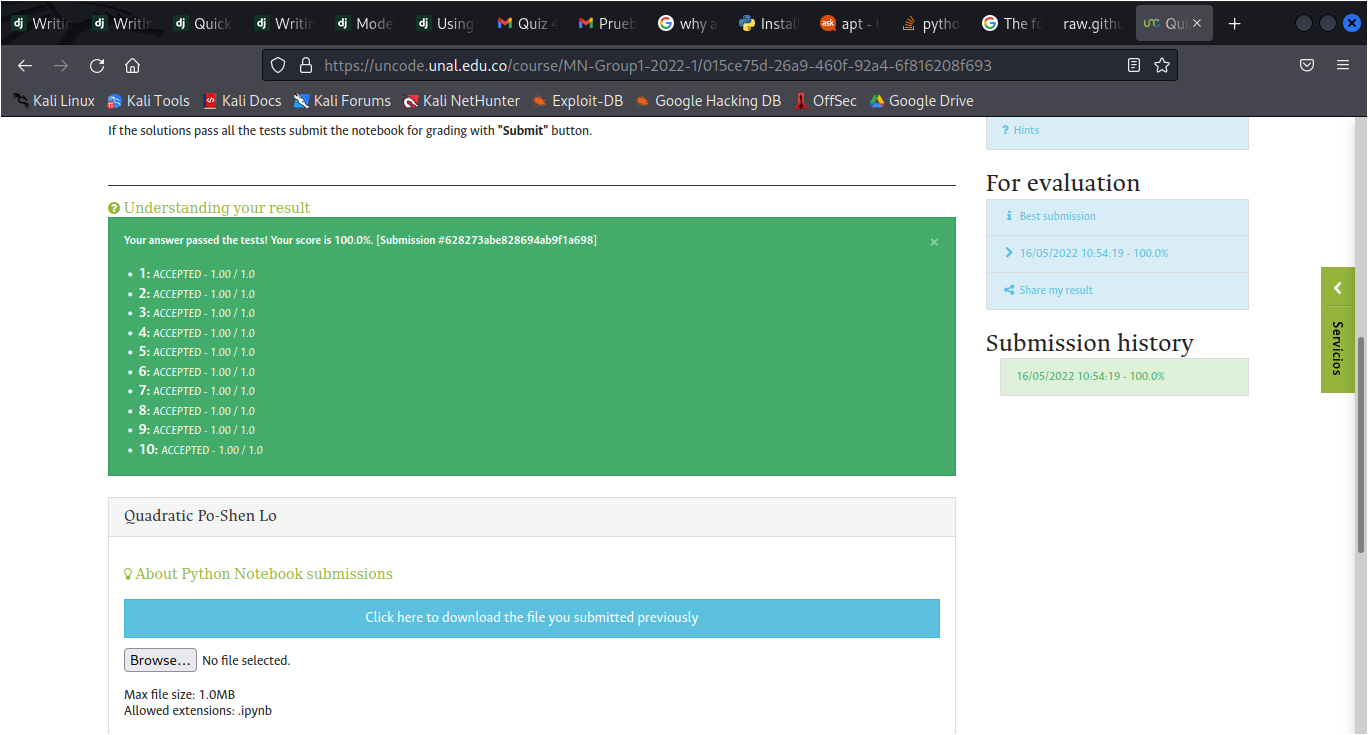 Writin
Writin
Quick
Writin
Model
Using
Quiz 4
Prueb
why a
Instal
apt -
pytho
The fo
raw.githu
Qui
https://uncode.unal.edu.co/course/MN-Group1-2022-1/015ce75d-26a9-460f-92a4-6f816208f693
Kali Linux Kali Tools Kali Docs Kali Forums Kali NetHunter Exploit-DB Google Hacking DB OffSec Google Drive
If the solutions pass all the tests submit the notebook for grading with "Submit" button.
Understanding your result
Your answer passed the tests! Your score is 100.0%. [Submission #628273abe828694ab9f1a698]
×
• 1: ACCEPTED - 1.00 / 1.0
• 2: ACCEPTED - 1.00 / 1.0
• 3: ACCEPTED - 1.00 / 1.0
• 4: ACCEPTED - 1.00 / 1.0
• 5: ACCEPTED - 1.00 / 1.0
• 6: ACCEPTED - 1.00 / 1.0
• 7: ACCEPTED - 1.00 / 1.0
• 8: ACCEPTED - 1.00 / 1.0
• 9: ACCEPTED - 1.00 / 1.0
• 10: ACCEPTED - 1.00 / 1.0
Quadratic Po-Shen Lo
About Python Notebook submissions
Click here to download the file you submitted previously
Browse... No file selected.
Max file size: 1.0MB
Allowed extensions: .ipynb
? Hints
For evaluation
Best submission
16/05/2022 10:54:19 - 100.0%
Share my result
Submission history
16/05/2022 10:54:19 - 100.0%
Servicios